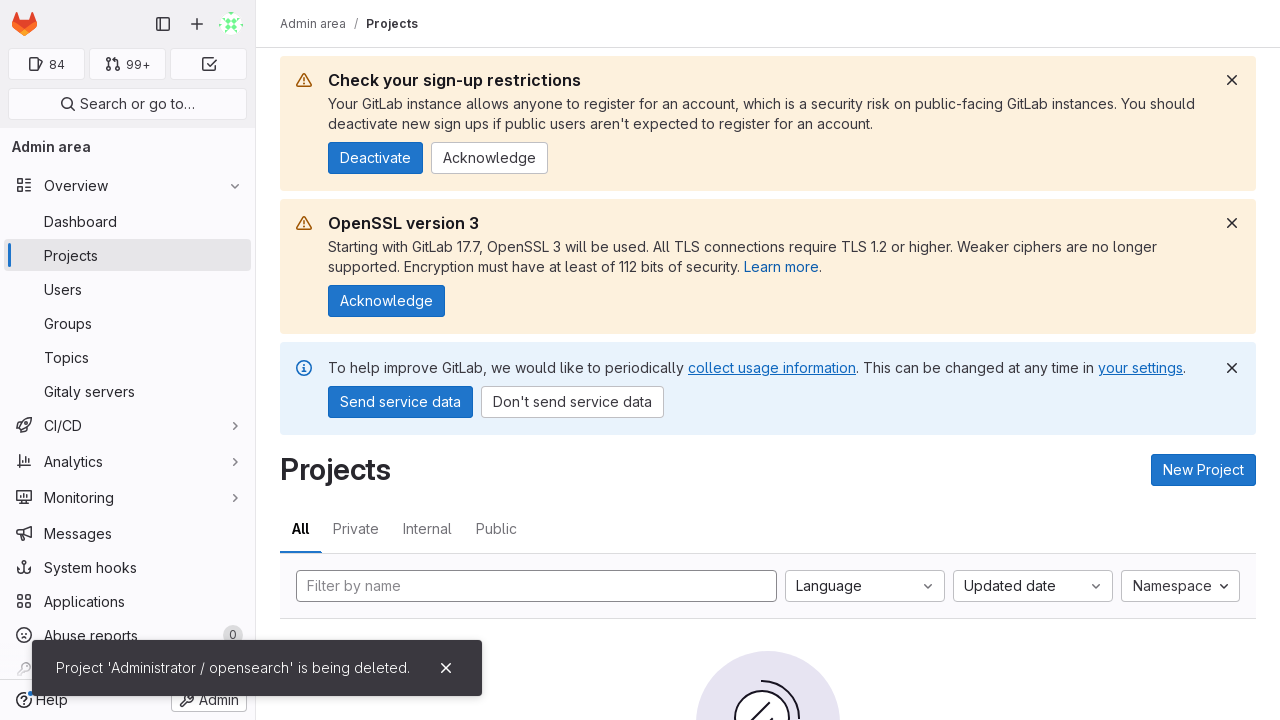 Admin area / Projects
84
99+
Search or go to…
Admin area
Overview
Dashboard
Projects
Users
Groups
Topics
Gitaly servers
CI/CD
Analytics
Monitoring
Messages
System hooks
Applications
Abuse reports 0
Help
Admin
Check your sign-up restrictions
Your GitLab instance allows anyone to register for an account, which is a security risk on public-facing GitLab instances. You should
deactivate new sign ups if public users aren't expected to register for an account.
Deactivate
Acknowledge
OpenSSL version 3
Starting with GitLab 17.7, OpenSSL 3 will be used. All TLS connections require TLS 1.2 or higher. Weaker ciphers are no longer
supported. Encryption must have at least of 112 bits of security. Learn more.
Acknowledge
To help improve GitLab, we would like to periodically collect usage information. This can be changed at any time in your settings.
Send service data
Don't send service data
Projects
New Project
All Private Internal Public
Filter by name
Language
Updated date
Namespace
Project 'Administrator / opensearch' is being deleted.